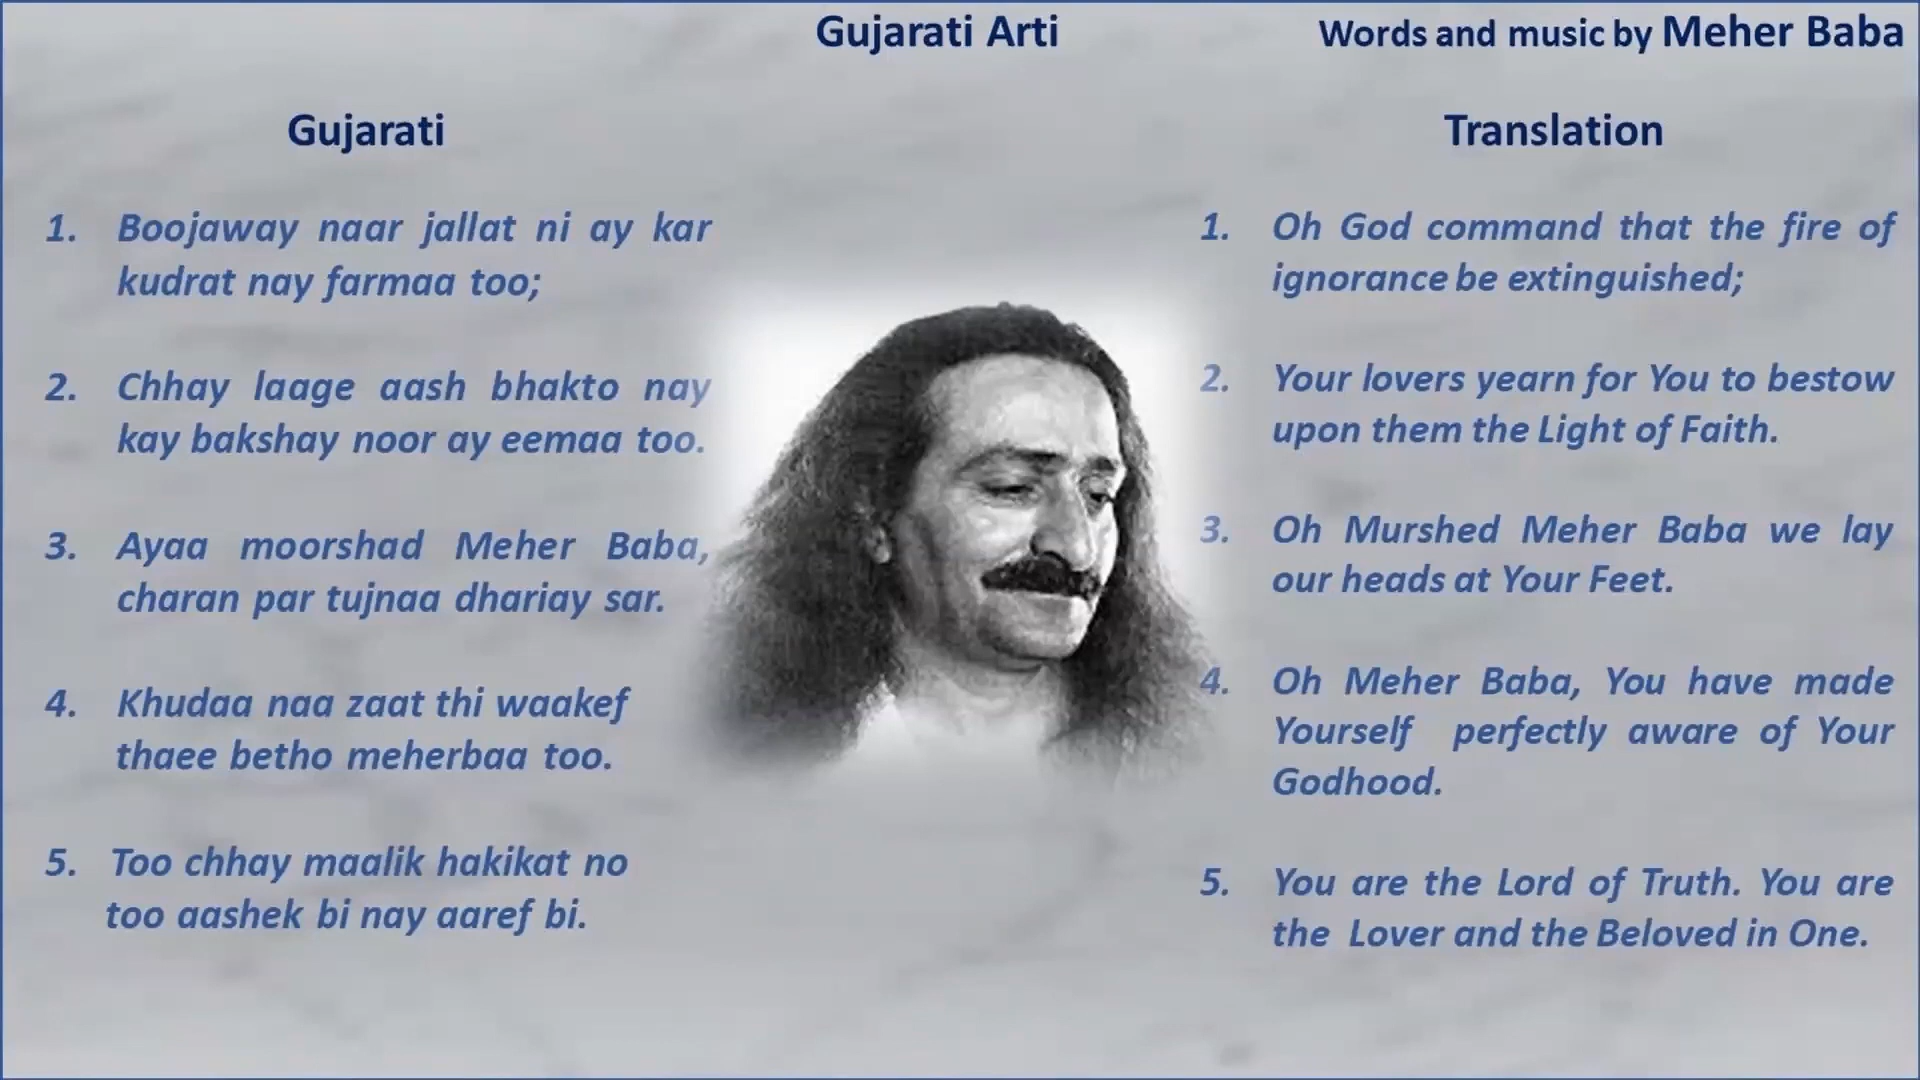 Gujarati Arti
Words and music by Meher Baba
Gujarati
1. Boojaway naar jallat ni ay kar
kudrat nay farmaa too;
2. Chhay laage aash bhakto nay
kay bakshay noor ay eemaa too.
3. Ayaa moorshad Meher Baba,
charan par tujnaa dhariay sar.
4. Khudaa naa zaat thi waakef
thaee betho meherbaa too.
5. Too chhay maalik hakikat no
too aashek bi nay aaref bi.
Translation
1. Oh God command that the fire of
ignorance be extinguished;
2. Your lovers yearn for You to bestow
upon them the Light of Faith.
3. Oh Murshed Meher Baba we lay
our heads at Your Feet.
4. Oh Meher Baba, You have made
Yourself perfectly aware of Your
Godhood.
5. You are the Lord of Truth. You are
the Lover and the Beloved in One.